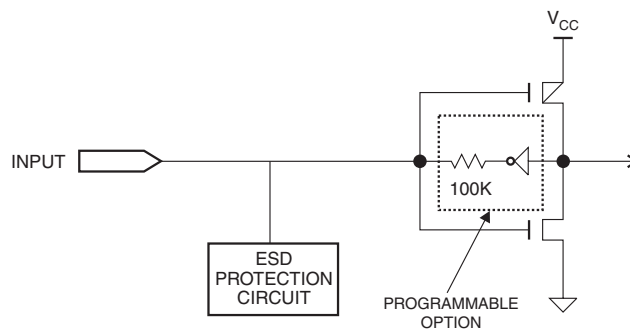 VCC
INPUT
100K
ESD
PROTECTION
CIRCUIT
PROGRAMMABLE
OPTION